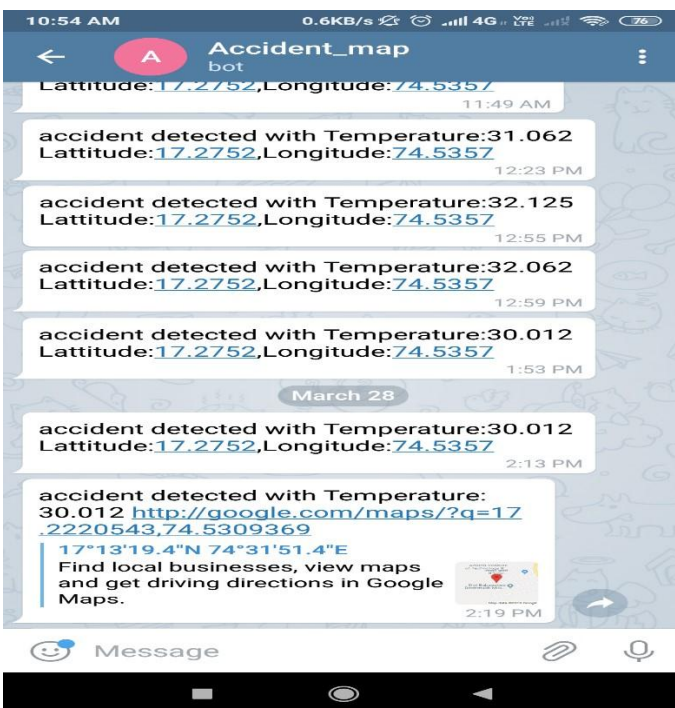 10:54 AM 0.6KB/s 4G VoLTE 76
A Accident_map
bot
Lattitude:17.2752,Longitude:74.5357
11:49 AM
accident detected with Temperature:31.062
Lattitude:17.2752,Longitude:74.5357
12:23 PM
accident detected with Temperature:32.125
Lattitude:17.2752,Longitude:74.5357
12:55 PM
accident detected with Temperature:32.062
Lattitude:17.2752,Longitude:74.5357
12:59 PM
accident detected with Temperature:30.012
Lattitude:17.2752,Longitude:74.5357
1:53 PM
March 28
accident detected with Temperature:30.012
Lattitude:17.2752,Longitude:74.5357
2:13 PM
accident detected with Temperature:
30.012 http://google.com/maps/?q=17
.2220543,74.5309369
17°13'19.4"N 74°31'51.4"E
Find local businesses, view maps
and get driving directions in Google
Maps.
2:19 PM
Message